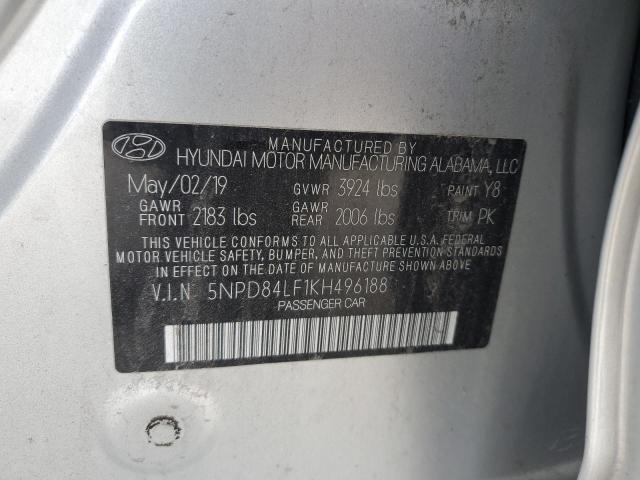 MANUFACTURED BY
HYUNDAI MOTOR MANUFACTURING ALABAMA, LLC
May/02/19 GVWR 3924 lbs PAINT Y8
GAWR FRONT 2183 lbs GAWR REAR 2006 lbs TRIM PK
THIS VEHICLE CONFORMS TO ALL APPLICABLE U.S.A. FEDERAL
MOTOR VEHICLE SAFETY, BUMPER, AND THEFT PREVENTION STANDARDS
IN EFFECT ON THE DATE OF MANUFACTURE SHOWN ABOVE.
V.I.N 5NPD84LF1KH496188
PASSENGER CAR